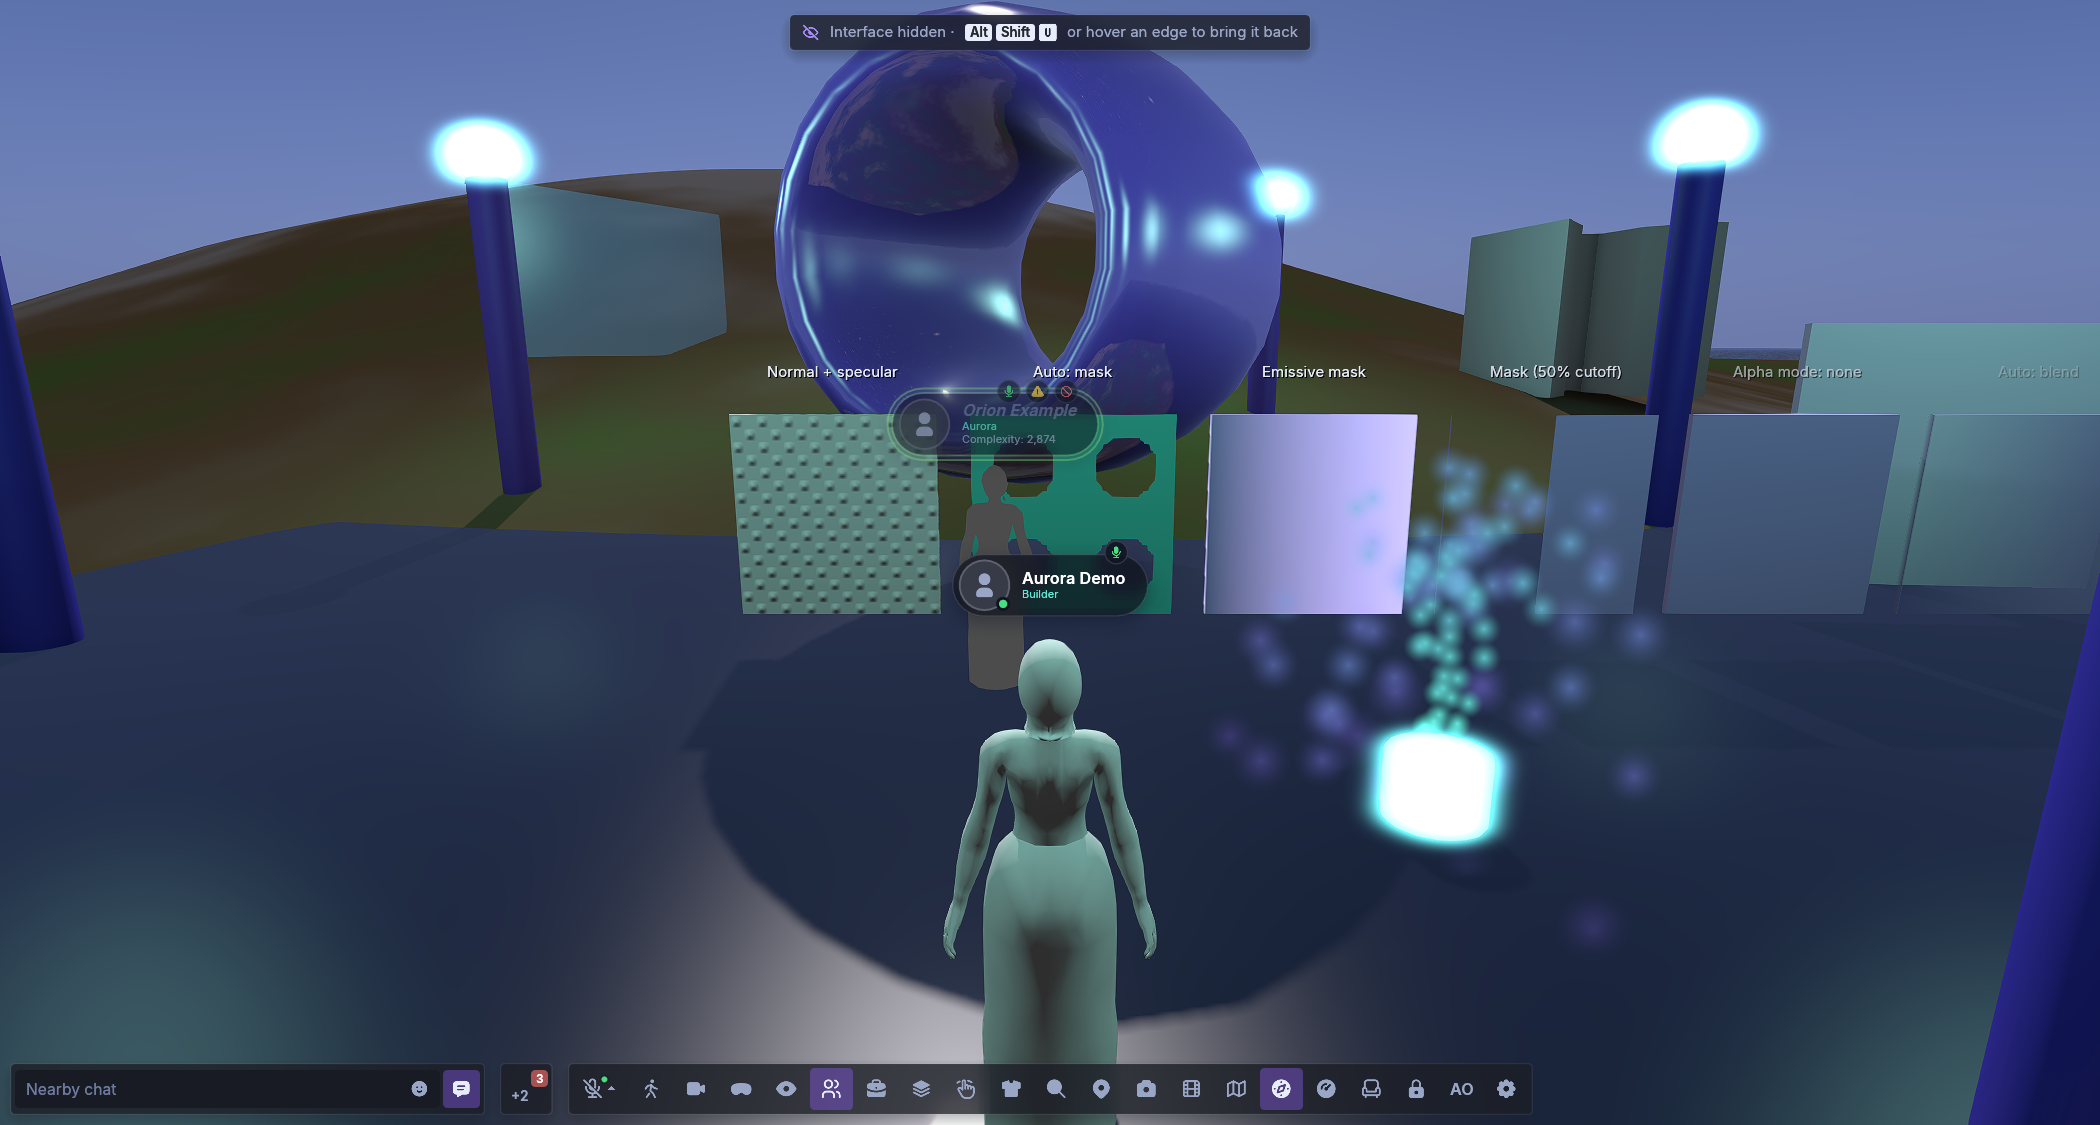 Interface hidden · Alt Shift U or hover an edge to bring it back
Normal + specular
Auto: mask
Emissive mask
Mask (50% cutoff)
Alpha mode: none
Auto: blend
Orion Example
Aurora
Complexity: 2,874
Aurora Demo
Builder
Nearby chat
+2
3
AO